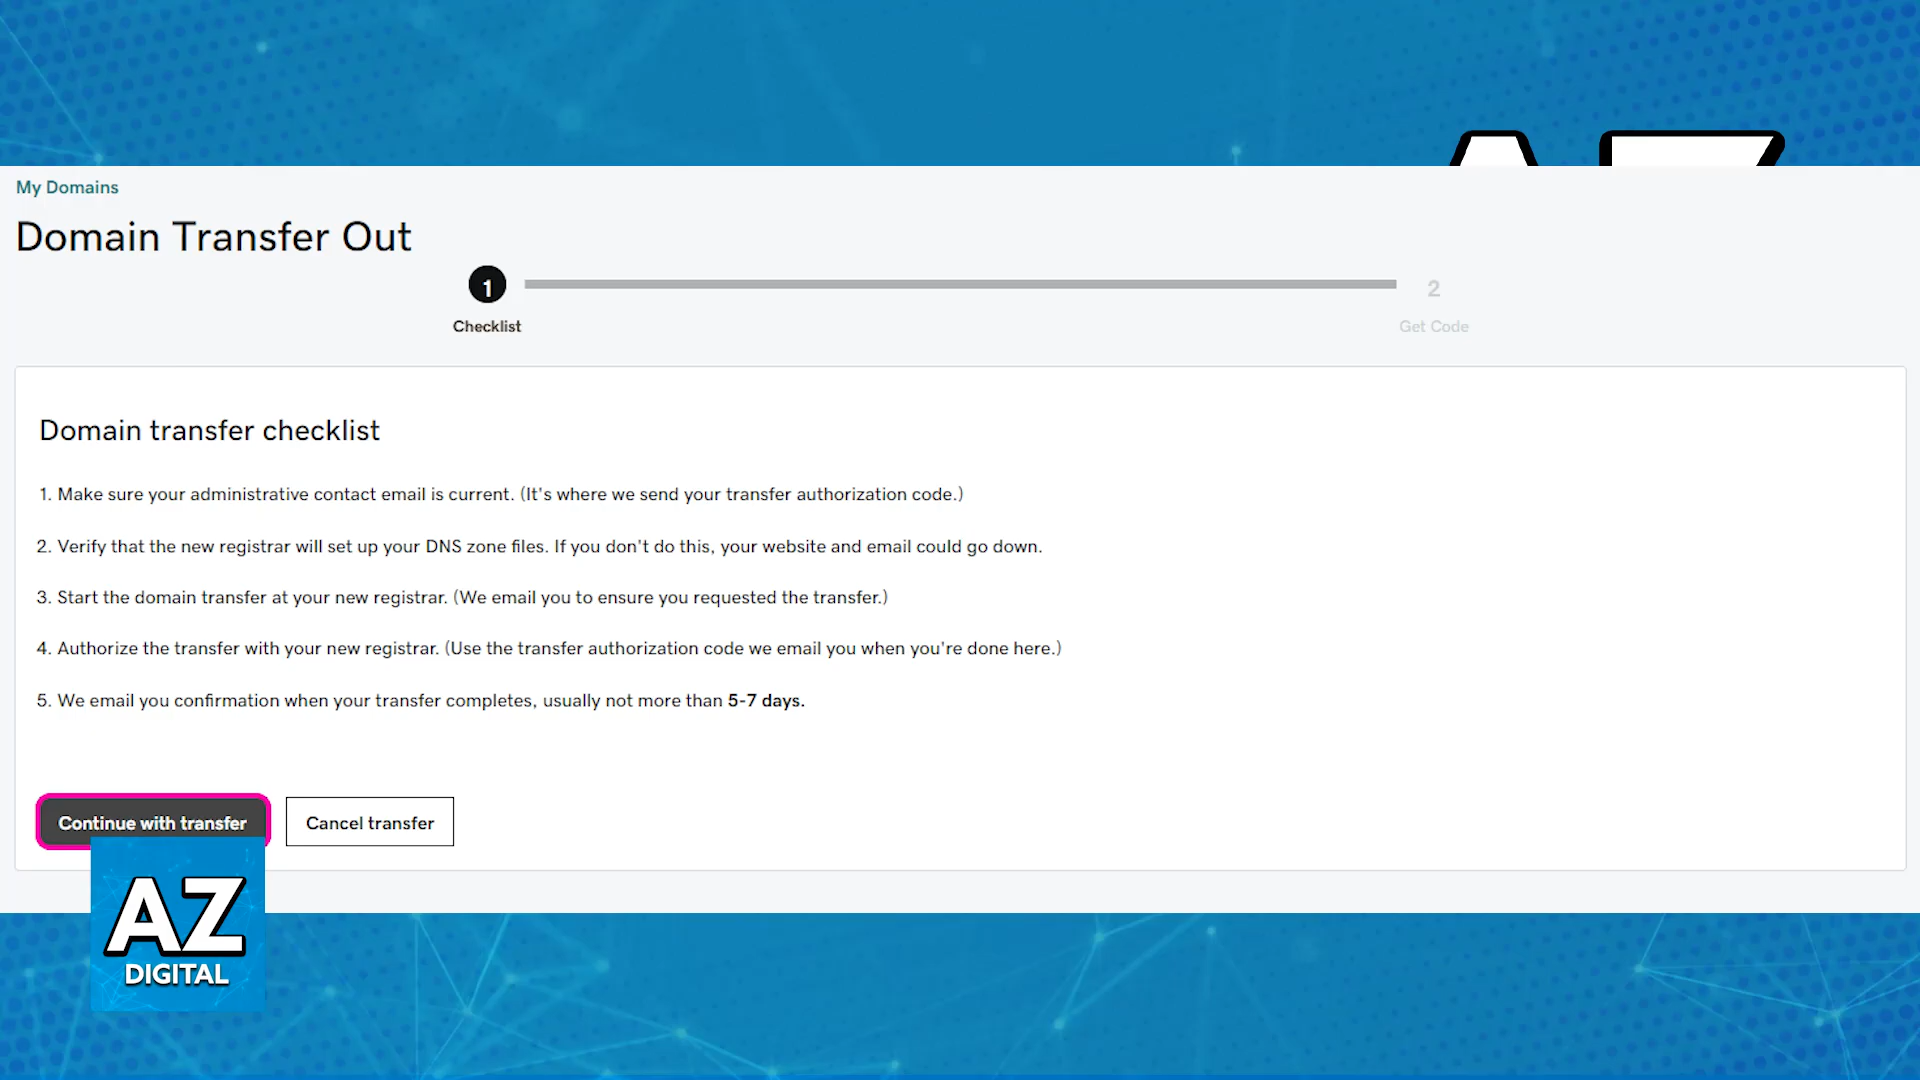 My Domains
Domain Transfer Out
1
2
Checklist
Get Code
Domain transfer checklist
1. Make sure your administrative contact email is current. (It's where we send your transfer authorization code.)
2. Verify that the new registrar will set up your DNS zone files. If you don't do this, your website and email could go down.
3. Start the domain transfer at your new registrar. (We email you to ensure you requested the transfer.)
4. Authorize the transfer with your new registrar. (Use the transfer authorization code we email you when you're done here.)
5. We email you confirmation when your transfer completes, usually not more than 5-7 days.
Continue with transfer
Cancel transfer
AZ
DIGITAL